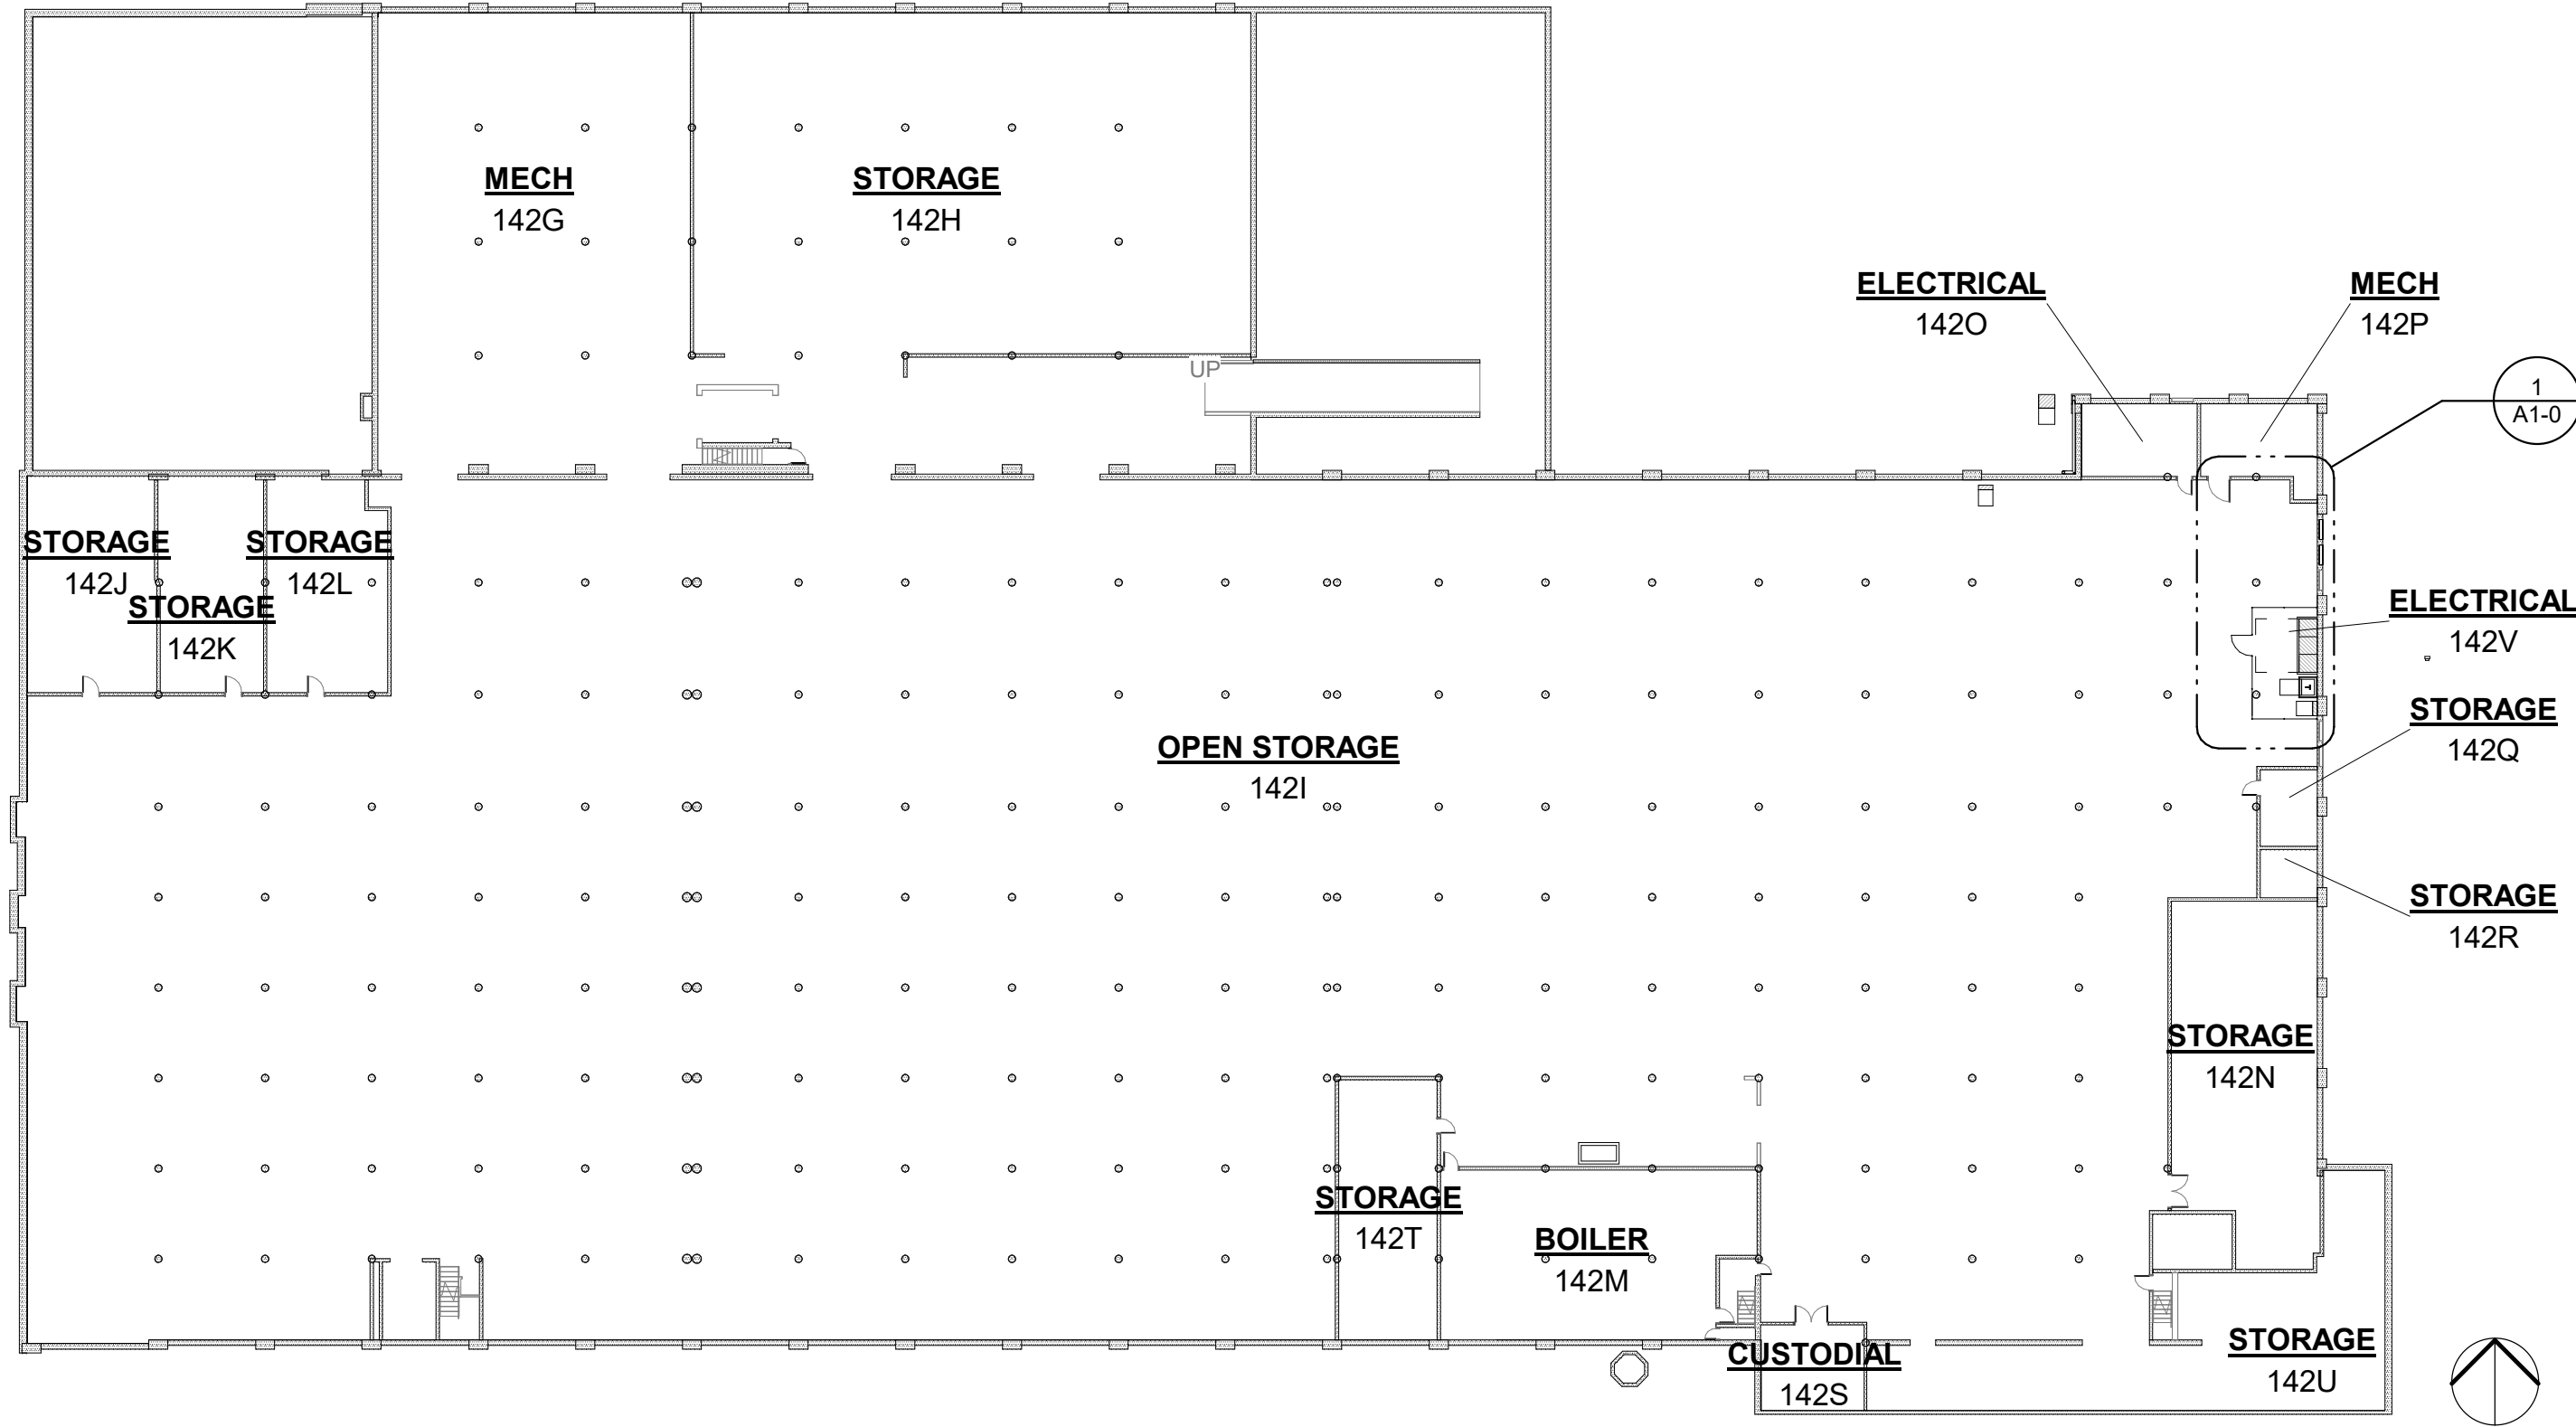 MECH
142G
STORAGE
142H
ELECTRICAL
142O
MECH
142P
UP
1
A1-0
STORAGE
142J
STORAGE
142K
STORAGE
142L
ELECTRICAL
142V
T
STORAGE
142Q
OPEN STORAGE
142I
STORAGE
142R
STORAGE
142N
STORAGE
142T
BOILER
142M
CUSTODIAL
142S
STORAGE
142U